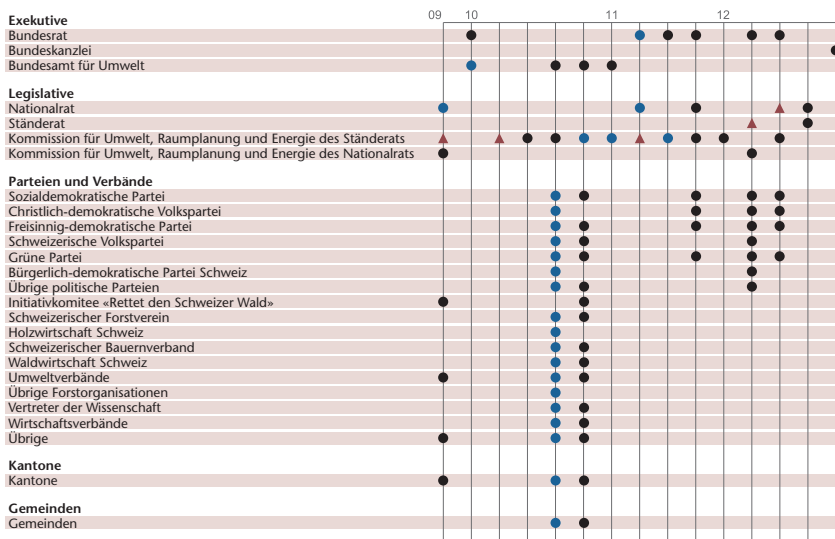 09 10 11 12
Exekutive
Bundesrat
Bundeskanzlei
Bundesamt für Umwelt
Legislative
Nationalrat
Ständerat
Kommission für Umwelt, Raumplanung und Energie des Ständerats
Kommission für Umwelt, Raumplanung und Energie des Nationalrats
Parteien und Verbände
Sozialdemokratische Partei
Christlich-demokratische Volkspartei
Freisinnig-demokratische Partei
Schweizerische Volkspartei
Grüne Partei
Bürgerlich-demokratische Partei Schweiz
Übrige politische Parteien
Initiativkomitee «Rettet den Schweizer Wald»
Schweizerischer Forstverein
Holzwirtschaft Schweiz
Schweizerischer Bauernverband
Waldwirtschaft Schweiz
Umweltverbände
Übrige Forstorganisationen
Vertreter der Wissenschaft
Wirtschaftsverbände
Übrige
Kantone
Kantone
Gemeinden
Gemeinden